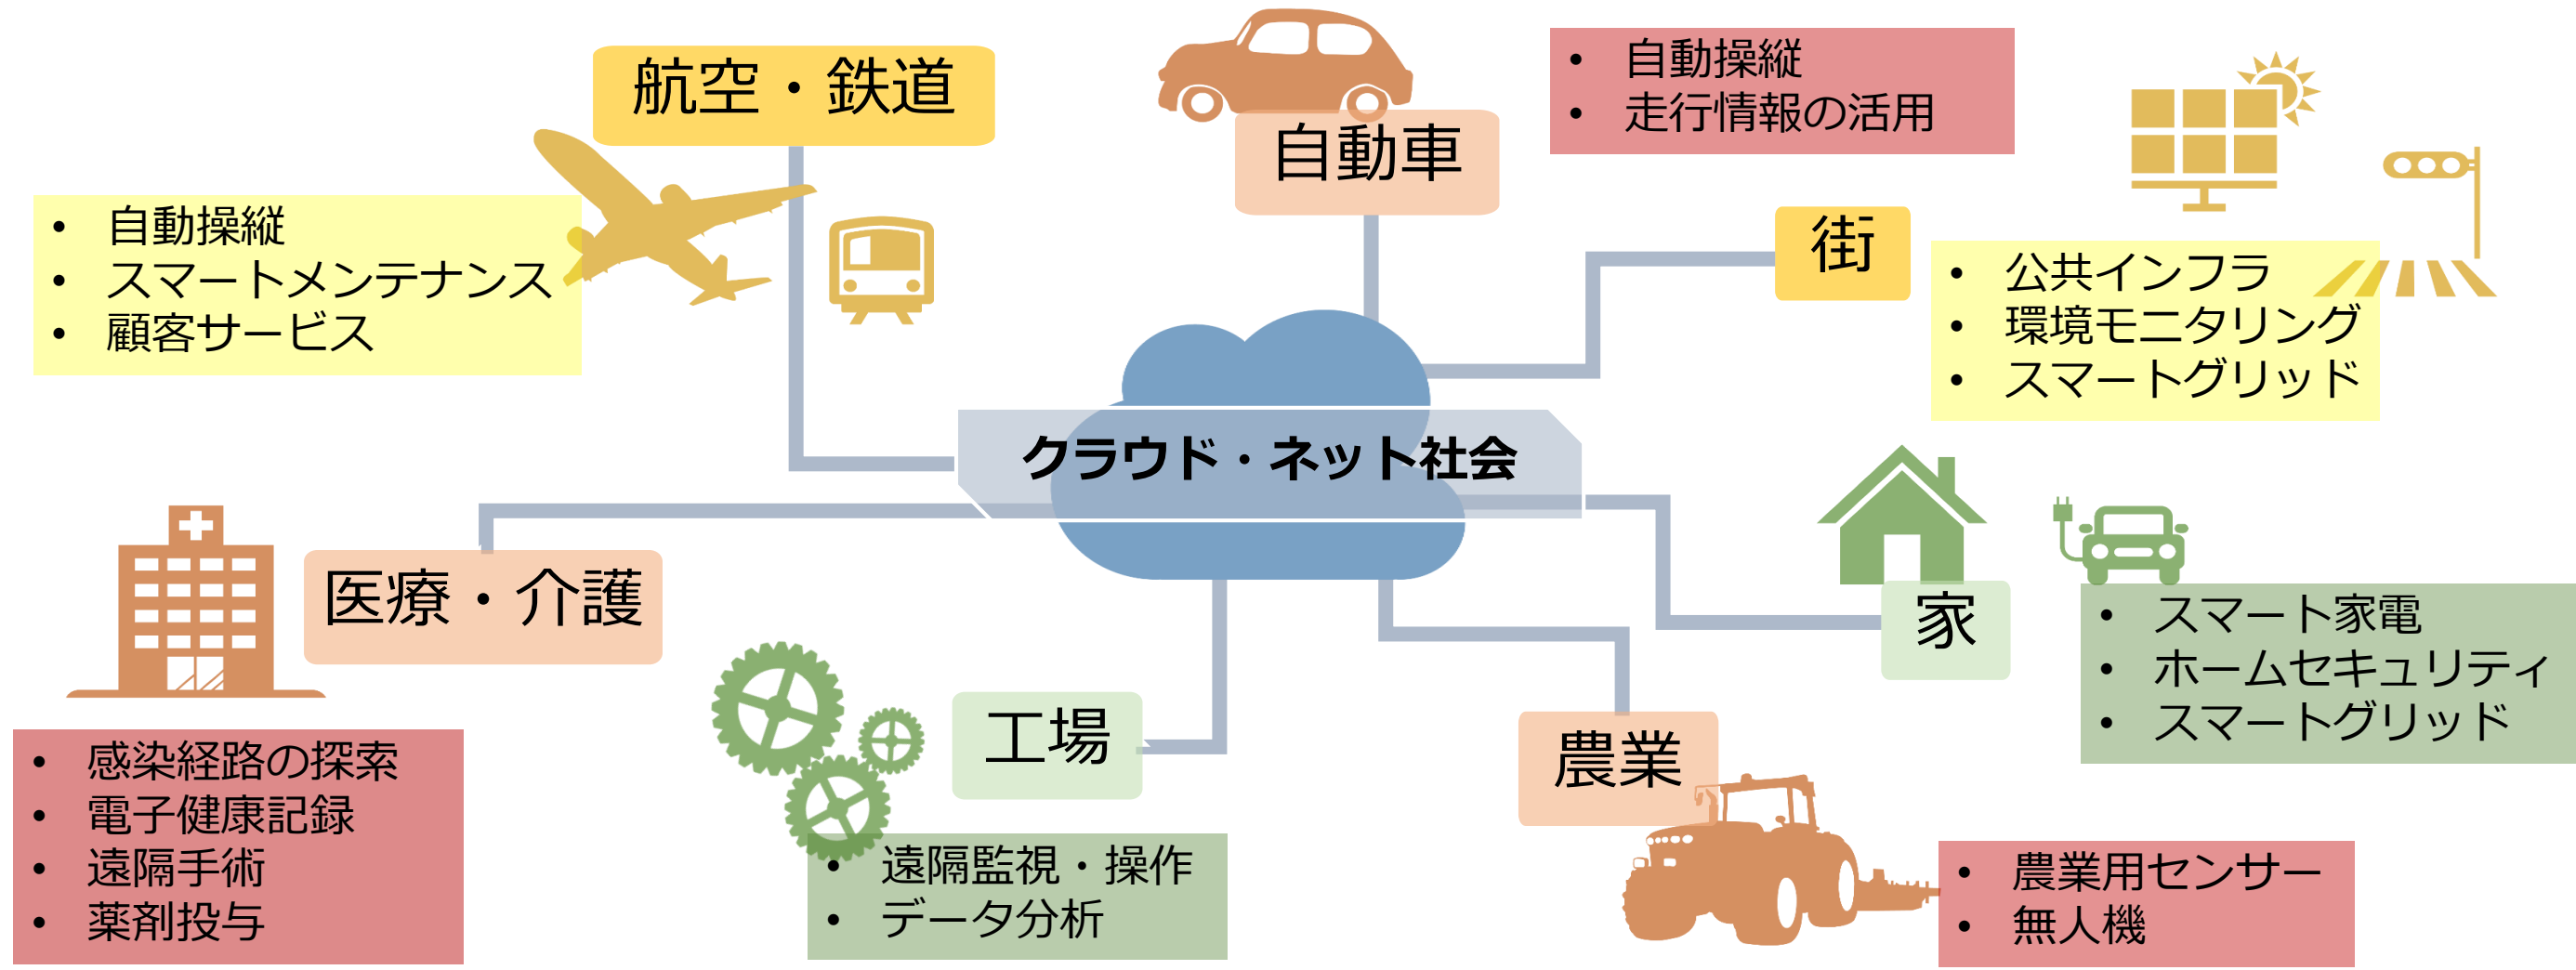 航空・鉄道
• 自動操縦
• スマートメンテナンス
• 顧客サービス
自動車
• 自動操縦
• 走行情報の活用
街
• 公共インフラ
• 環境モニタリング
• スマートグリッド
クラウド・ネット社会
医療・介護
• 感染経路の探索
• 電子健康記録
• 遠隔手術
• 薬剤投与
工場
• 遠隔監視・操作
• データ分析
農業
• 農業用センサー
• 無人機
家
• スマート家電
• ホームセキュリティ
• スマートグリッド